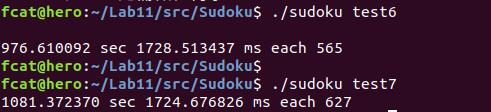 fcat@hero:~/Lab11/src/Sudoku$ ./sudoku test6
976.610092 sec 1728.513437 ms each 565
fcat@hero:~/Lab11/src/Sudoku$
fcat@hero:~/Lab11/src/Sudoku$ ./sudoku test7
1081.372370 sec 1724.676826 ms each 627